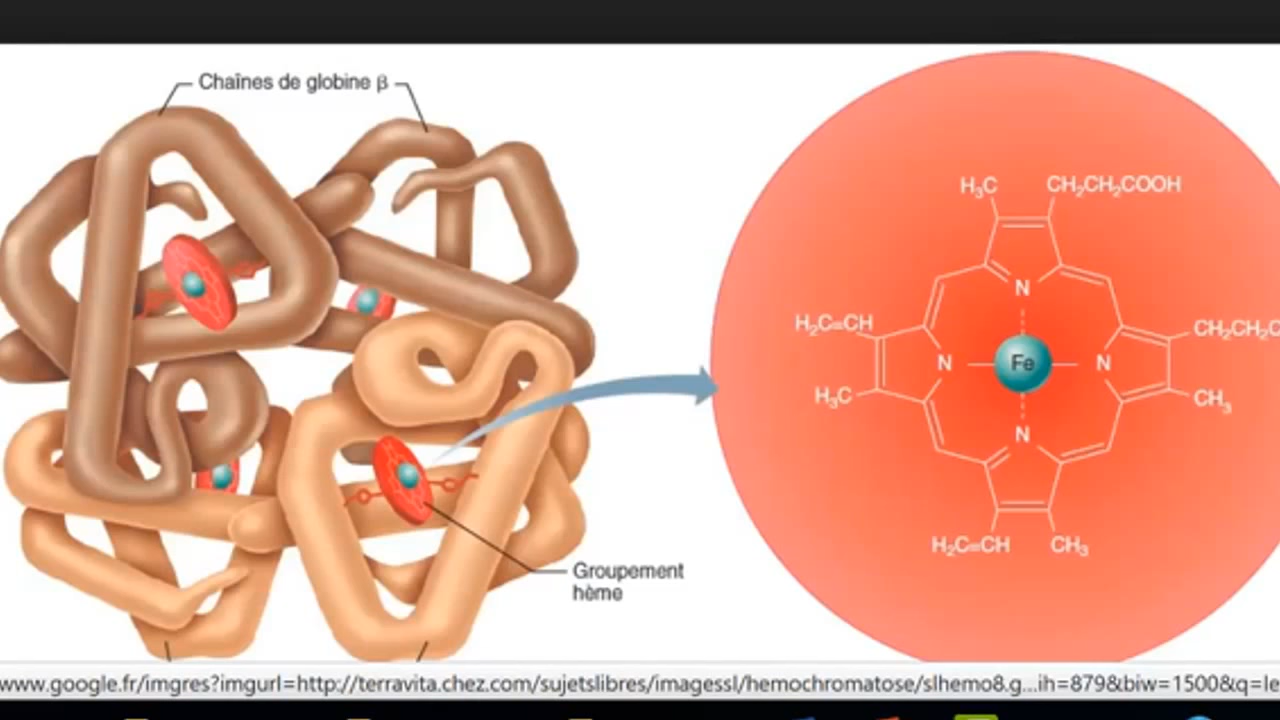 Chaînes de globine β
H₃C
CH₂CH₂COOH
N
H₂C=CH
CH₂CH₂C
N
Fe
N
H₃C
CH₃
N
H₂C=CH
CH₃
Groupement
hème
www.google.fr/imgres?imgurl=http://terravita.chez.com/sujetslibres/imagessl/hemochromatose/slhemo8.g...ih=879&biw=1500&q=le